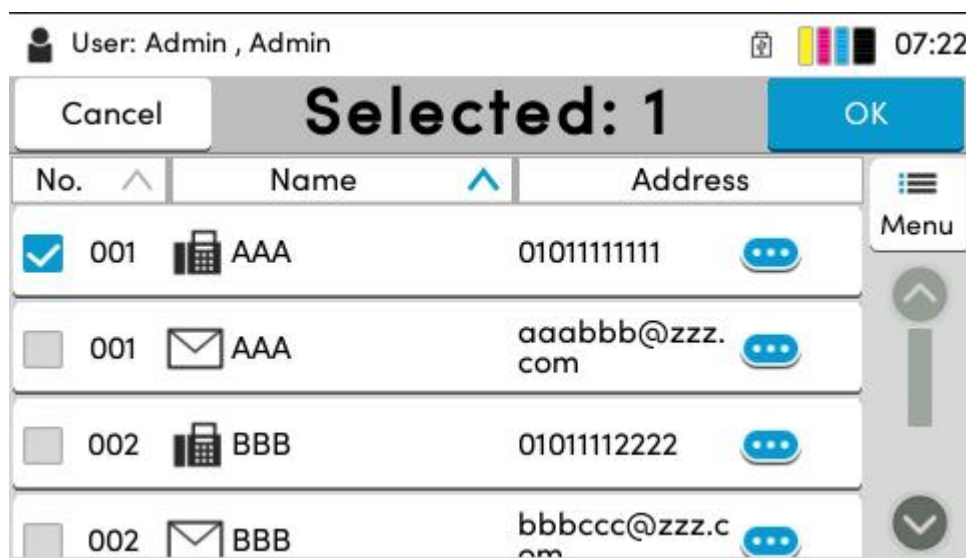 User: Admin , Admin 07:22
Cancel Selected: 1 OK
No. Name Address Menu
001 AAA 01011111111
001 AAA aaabbb@zzz.
com
002 BBB 01011112222
002 BBB bbbccc@zzz.c
om